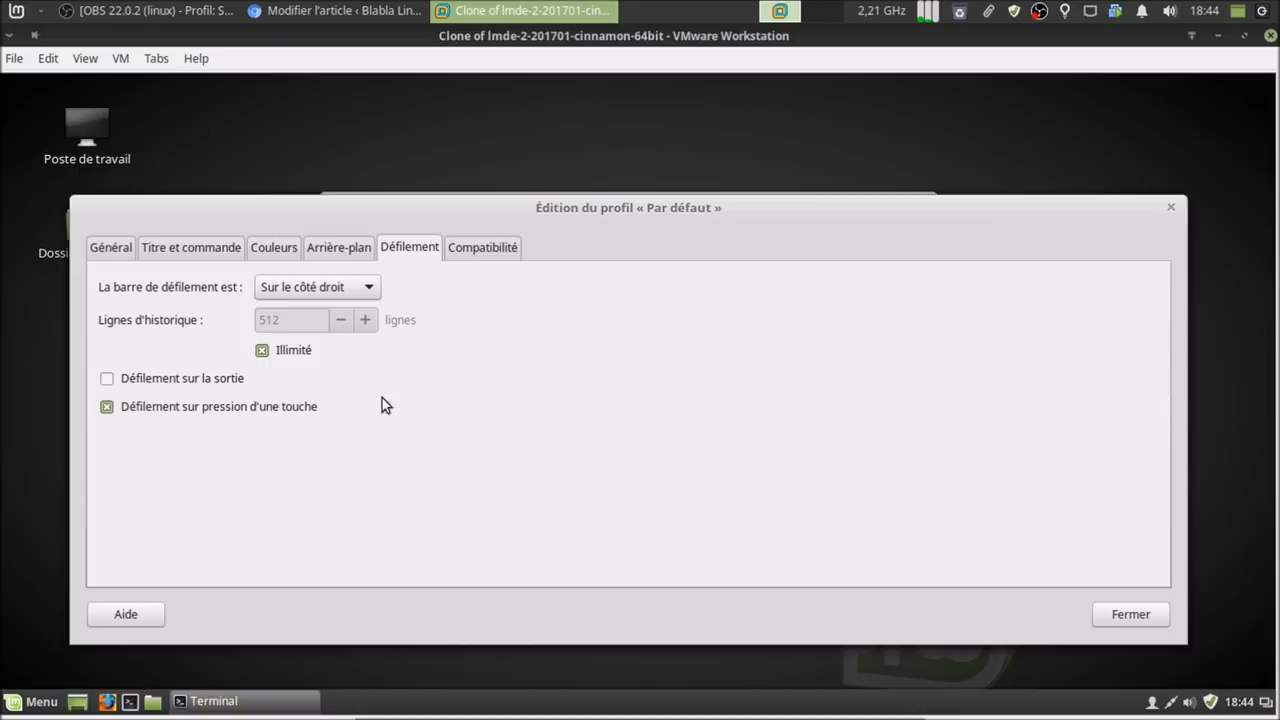 [OBS 22.0.2 (linux) - Profil: S...
Modifier l'article ‹ Blabla Lin...
Clone of lmde-2-201701-cin...
2,21 GHz
18:44
Clone of lmde-2-201701-cinnamon-64bit - VMware Workstation
File Edit View VM Tabs Help
Poste de travail
Dossi
Édition du profil « Par défaut »
Général Titre et commande Couleurs Arrière-plan Défilement Compatibilité
La barre de défilement est : Sur le côté droit
Lignes d'historique : 512 lignes
Illimité
Défilement sur la sortie
Défilement sur pression d'une touche
Aide
Fermer
Menu
Terminal
18:44